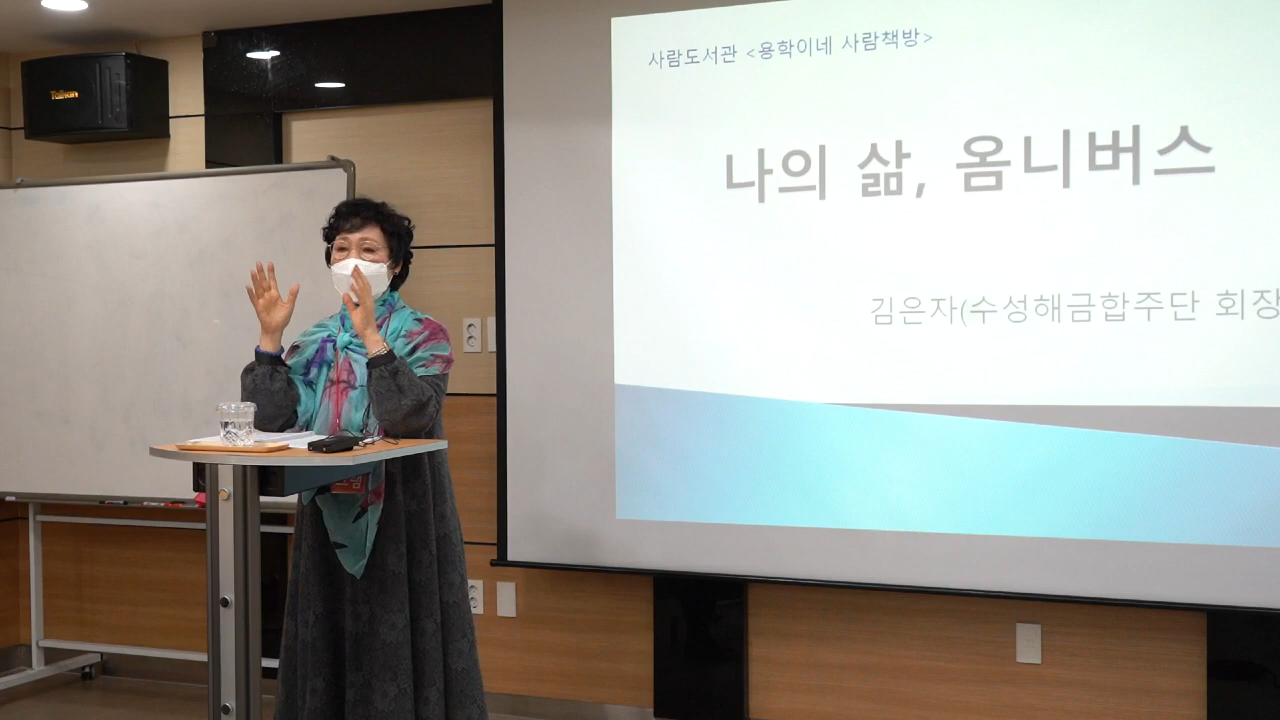 사람도서관 <용학이네 사람책방>
나의 삶, 옴니버스
김은자(수성해금합주단 회장